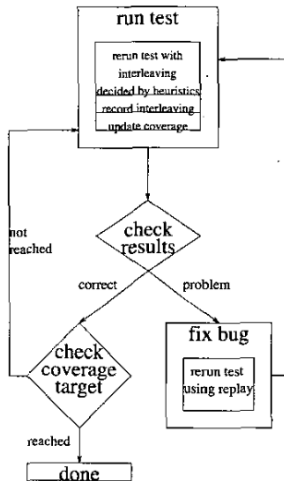 run test
rerun test with
interleaving
decided by heuristics
record interleaving
update coverage
not
reached
check
results
correct
problem
check
coverage
target
fix bug
rerun test
using replay
reached
done